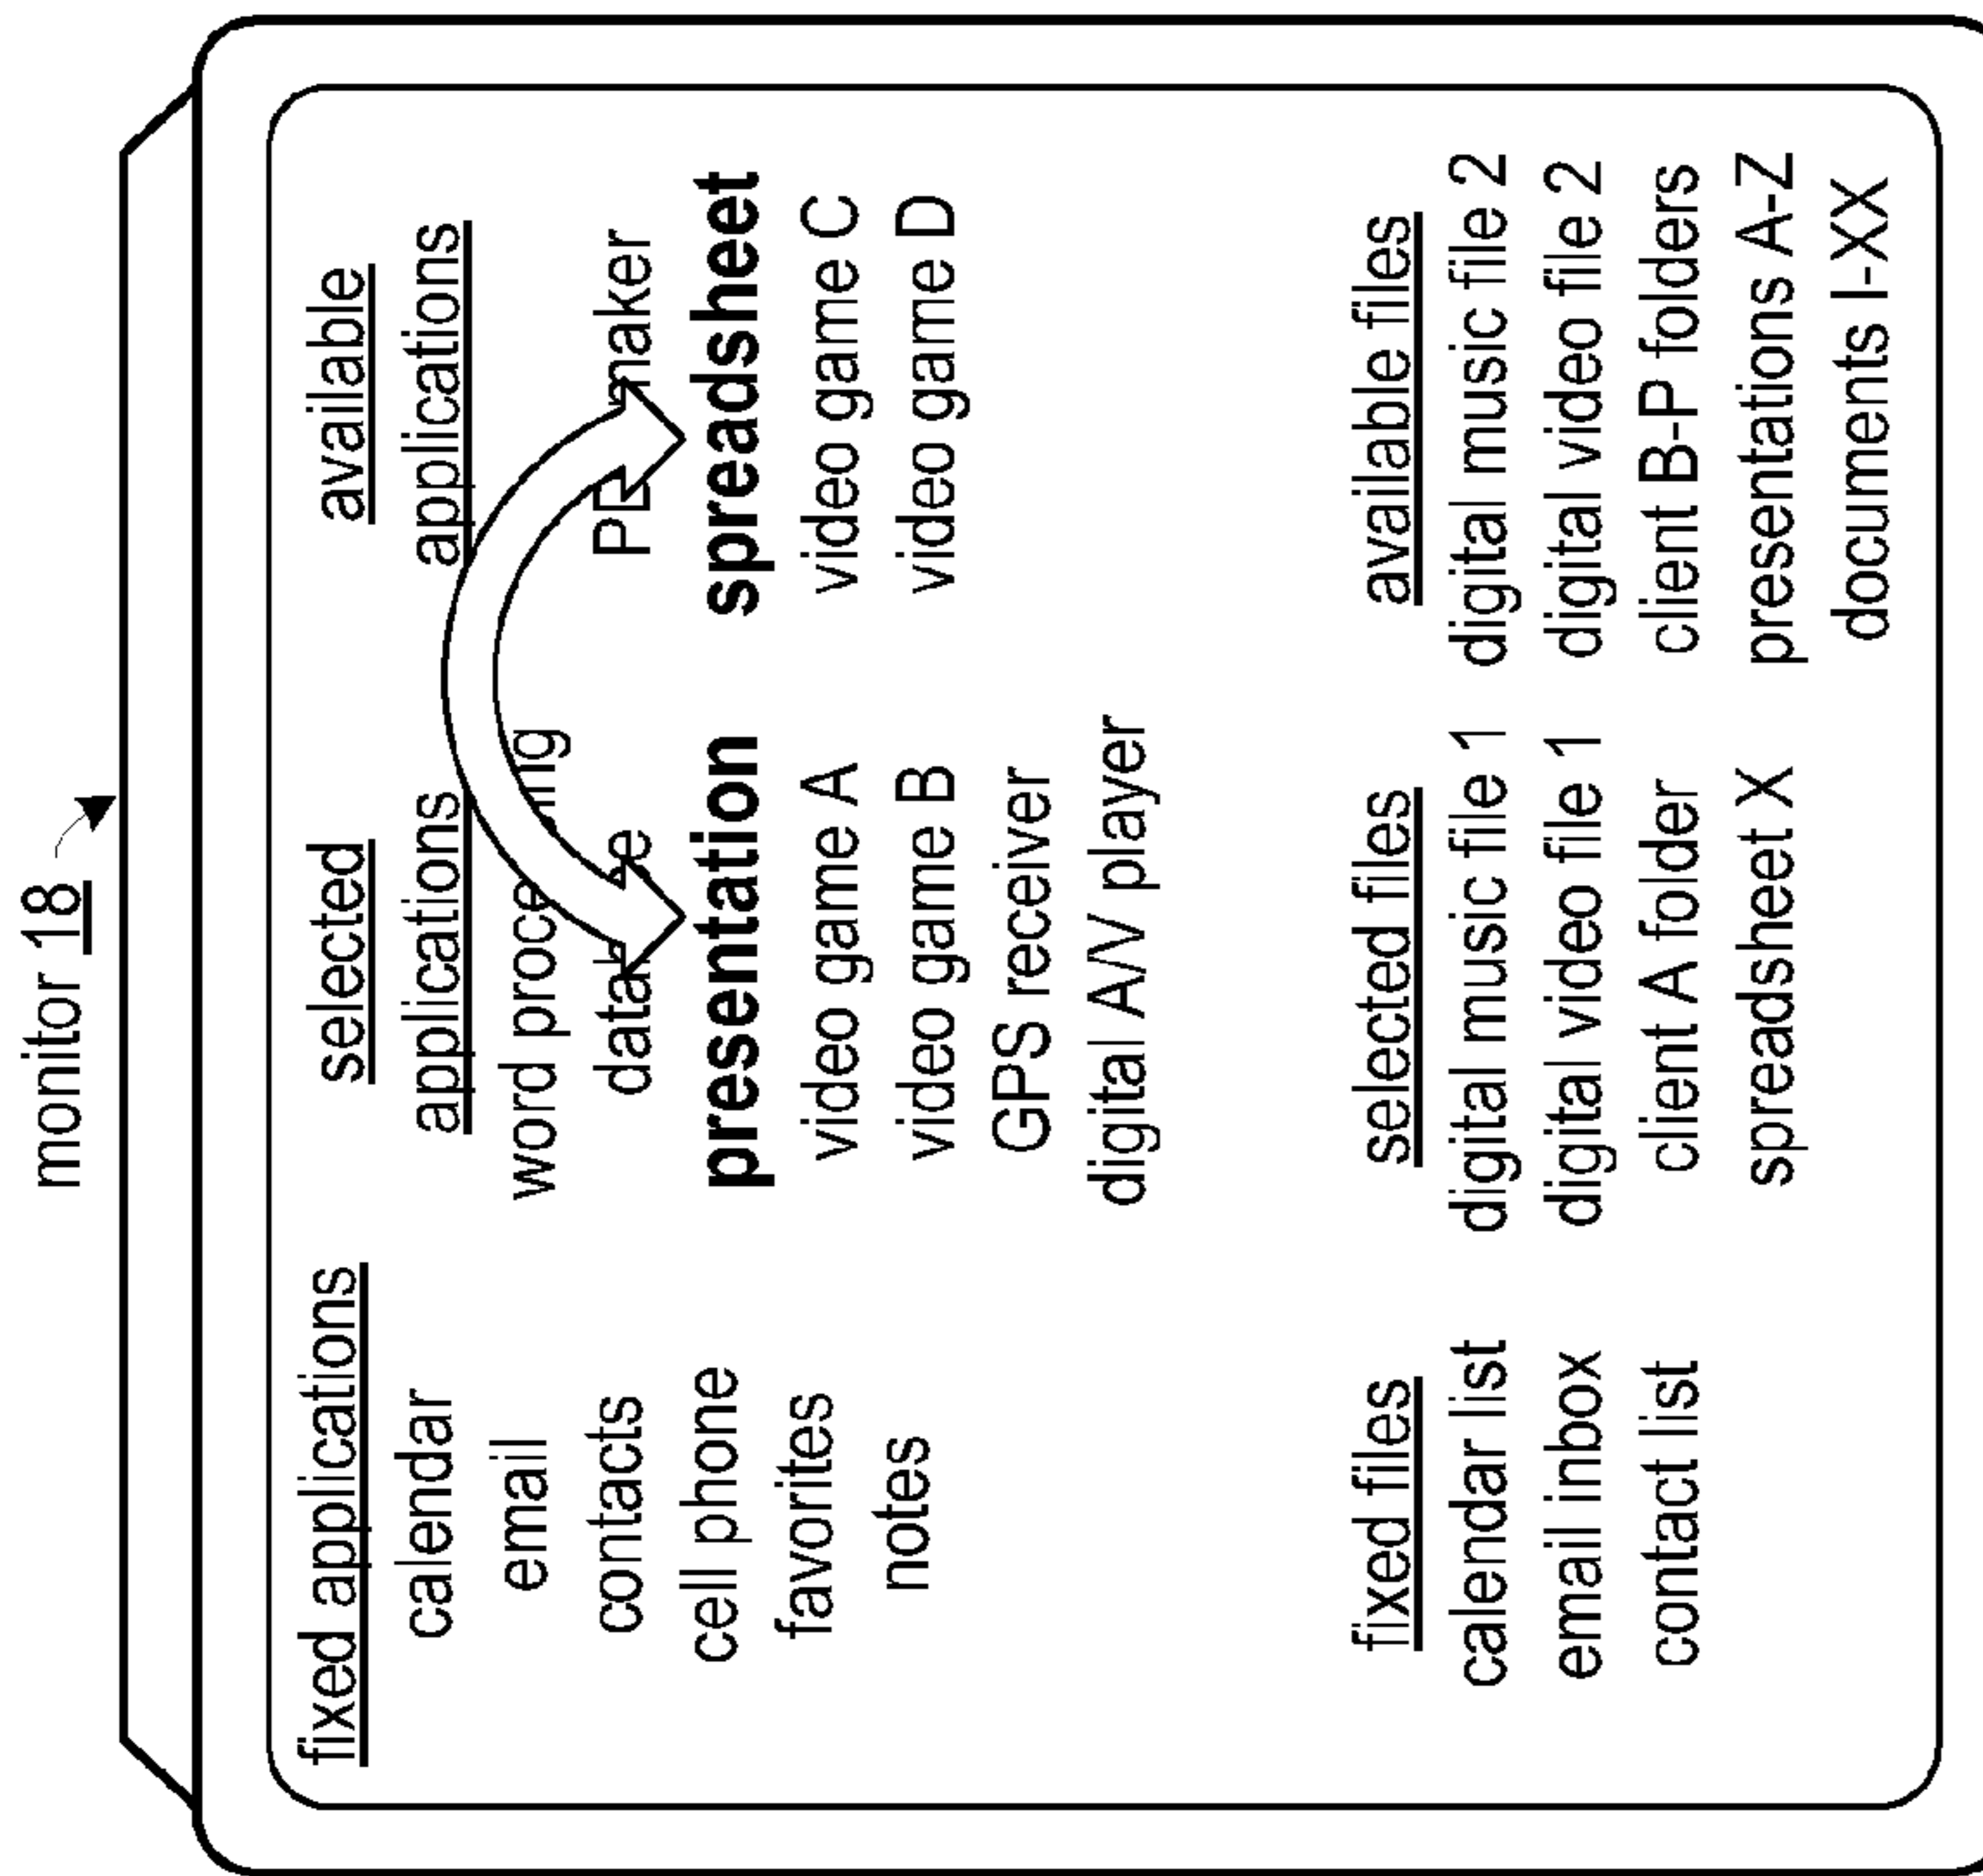 monitor 18
fixed applications
calendar
email
contacts
cell phone
favorites
notes
selected
applications
word processing
database
presentation
video game A
video game B
GPS receiver
digital A/V player
available
applications
PDF maker
spreadsheet
video game C
video game D
fixed files
calendar list
email inbox
contact list
selected files
digital music file 1
digital video file 1
client A folder
spreadsheet X
available files
digital music file 2
digital video file 2
client B-P folders
presentations A-Z
documents I-XX